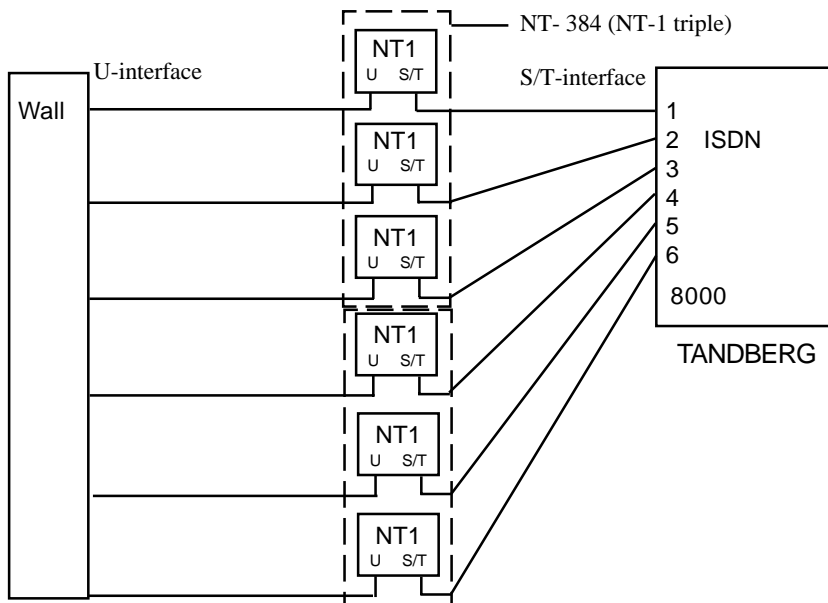 NT- 384 (NT-1 triple)
U-interface
S/T-interface
Wall
NT1
U S/T
NT1
U S/T
NT1
U S/T
NT1
U S/T
NT1
U S/T
NT1
U S/T
1
2 ISDN
3
4
5
6
8000
TANDBERG